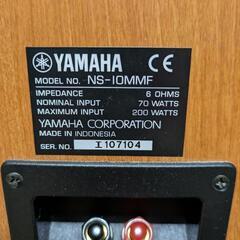 YAMAHA CE
MODEL NO. NS-10MMF
IMPEDANCE 6 OHMS
NOMINAL INPUT 70 WATTS
MAXIMUM INPUT 200 WATTS
YAMAHA CORPORATION
MADE IN INDONESIA
SER. NO. I107104